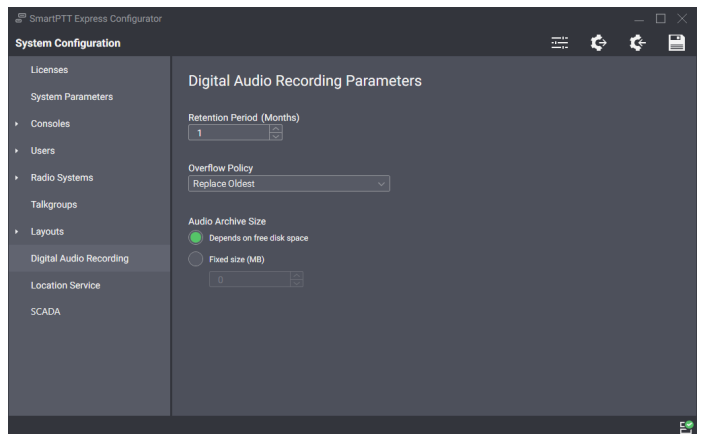 SmartPTT Express Configurator
System Configuration
Licenses
System Parameters
Consoles
Users
Radio Systems
Talkgroups
Layouts
Digital Audio Recording
Location Service
SCADA
Digital Audio Recording Parameters
Retention Period (Months)
1
Overflow Policy
Replace Oldest
Audio Archive Size
Depends on free disk space
Fixed size (MB)
0